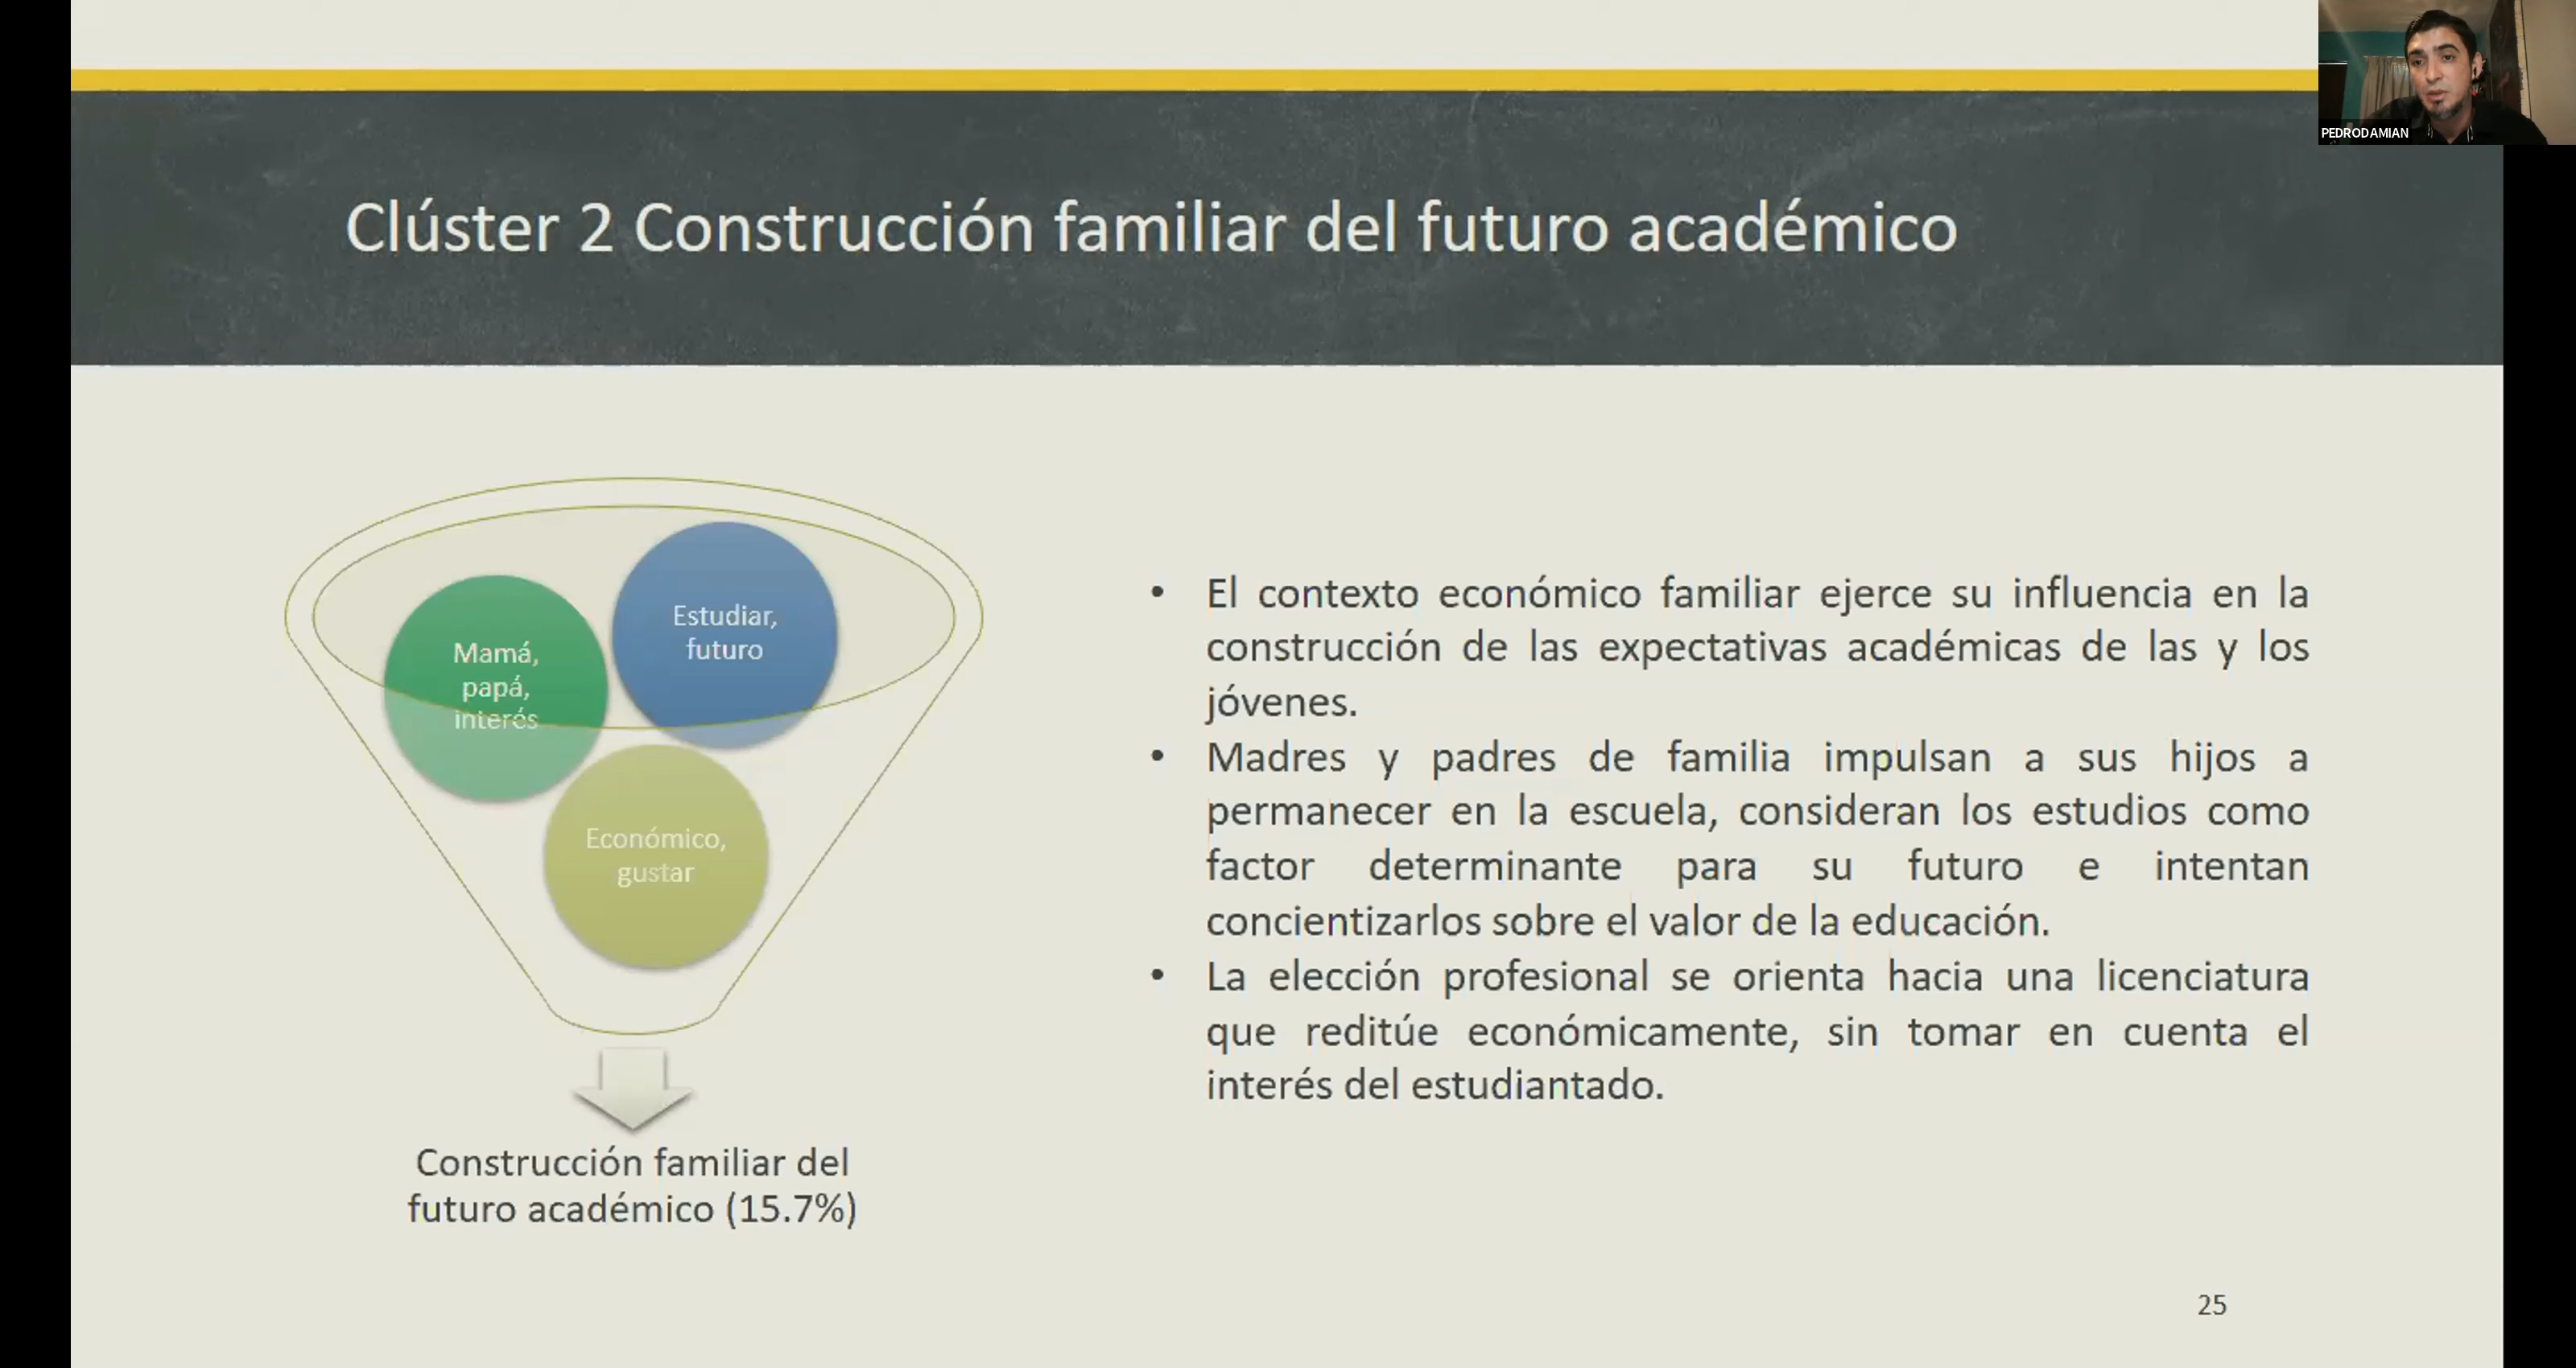 PEDRODAMIAN
Clúster 2 Construcción familiar del futuro académico
Mamá,
papá,
interés
Estudiar,
futuro
Económico,
gustar
Construcción familiar del
futuro académico (15.7%)
• El contexto económico familiar ejerce su influencia en la
construcción de las expectativas académicas de las y los
jóvenes.
• Madres y padres de familia impulsan a sus hijos a
permanecer en la escuela, consideran los estudios como
factor determinante para su futuro e intentan
concientizarlos sobre el valor de la educación.
• La elección profesional se orienta hacia una licenciatura
que reditúe económicamente, sin tomar en cuenta el
interés del estudiantado.
25